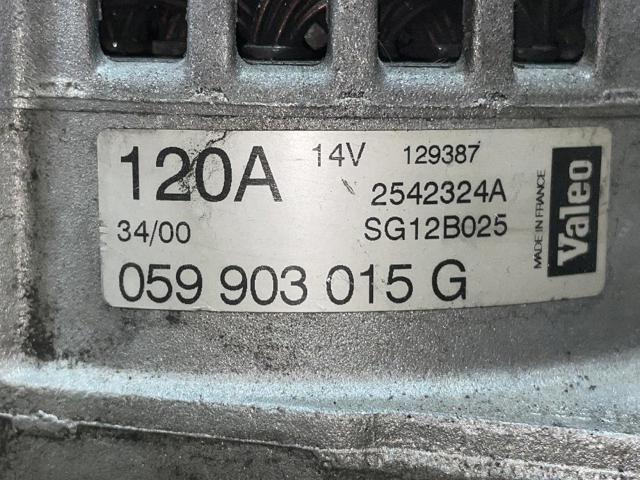 120A 14V 129387
2542324A
34/00 SG12B025
059 903 015 G
MADE IN FRANCE
Valeo